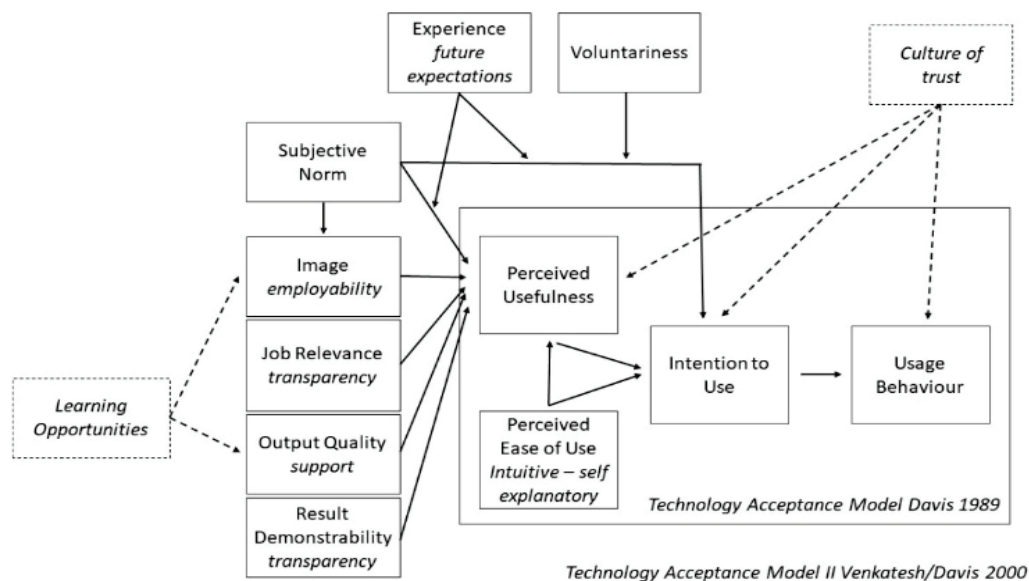 Experience
future
expectations
Voluntariness
Culture of
trust
Subjective
Norm
Image
employability
Perceived
Usefulness
Job Relevance
transparency
Intention to
Use
Usage
Behaviour
Learning
Opportunities
Output Quality
support
Perceived
Ease of Use
Intuitive – self
explanatory
Result
Demonstrability
transparency
Technology Acceptance Model Davis 1989
Technology Acceptance Model II Venkatesh/Davis 2000